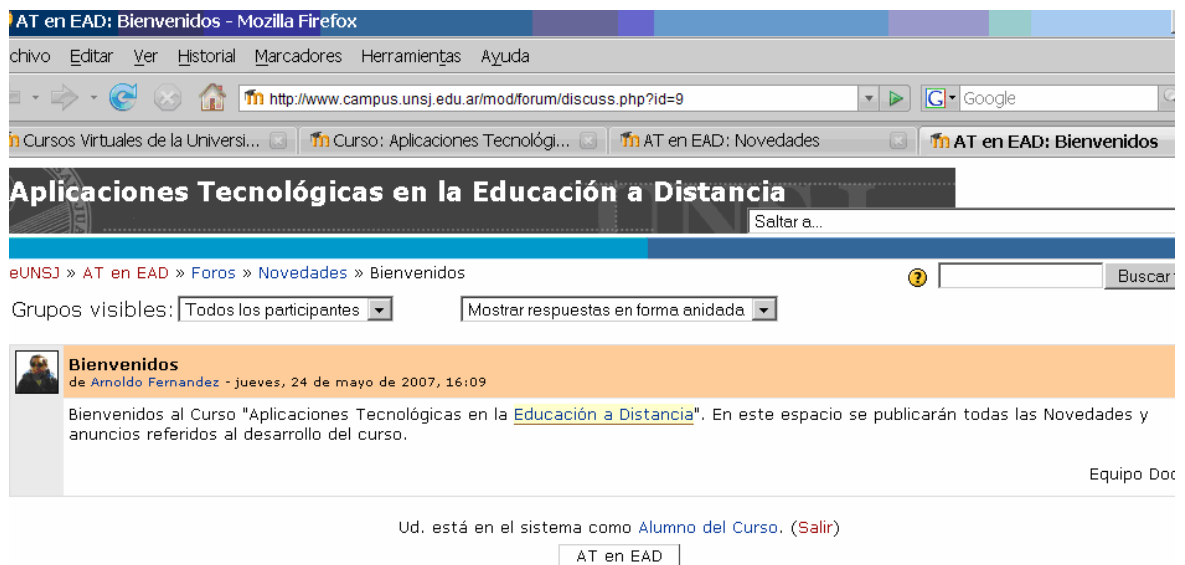 AT en EAD: Bienvenidos - Mozilla Firefox
chivo Editar Ver Historial Marcadores Herramientas Ayuda
http://www.campus.unsj.edu.ar/mod/forum/discuss.php?id=9 G Google
Cursos Virtuales de la Universi... Curso: Aplicaciones Tecnológi... AT en EAD: Novedades AT en EAD: Bienvenidos
Aplicaciones Tecnológicas en la Educación a Distancia
Saltar a...
eUNSJ » AT en EAD » Foros » Novedades » Bienvenidos Buscar
Grupos visibles: Todos los participantes Mostrar respuestas en forma anidada
Bienvenidos
de Arnoldo Fernandez - jueves, 24 de mayo de 2007, 16:09
Bienvenidos al Curso "Aplicaciones Tecnológicas en la Educación a Distancia". En este espacio se publicarán todas las Novedades y
anuncios referidos al desarrollo del curso.
Equipo Doc
Ud. está en el sistema como Alumno del Curso. (Salir)
AT en EAD